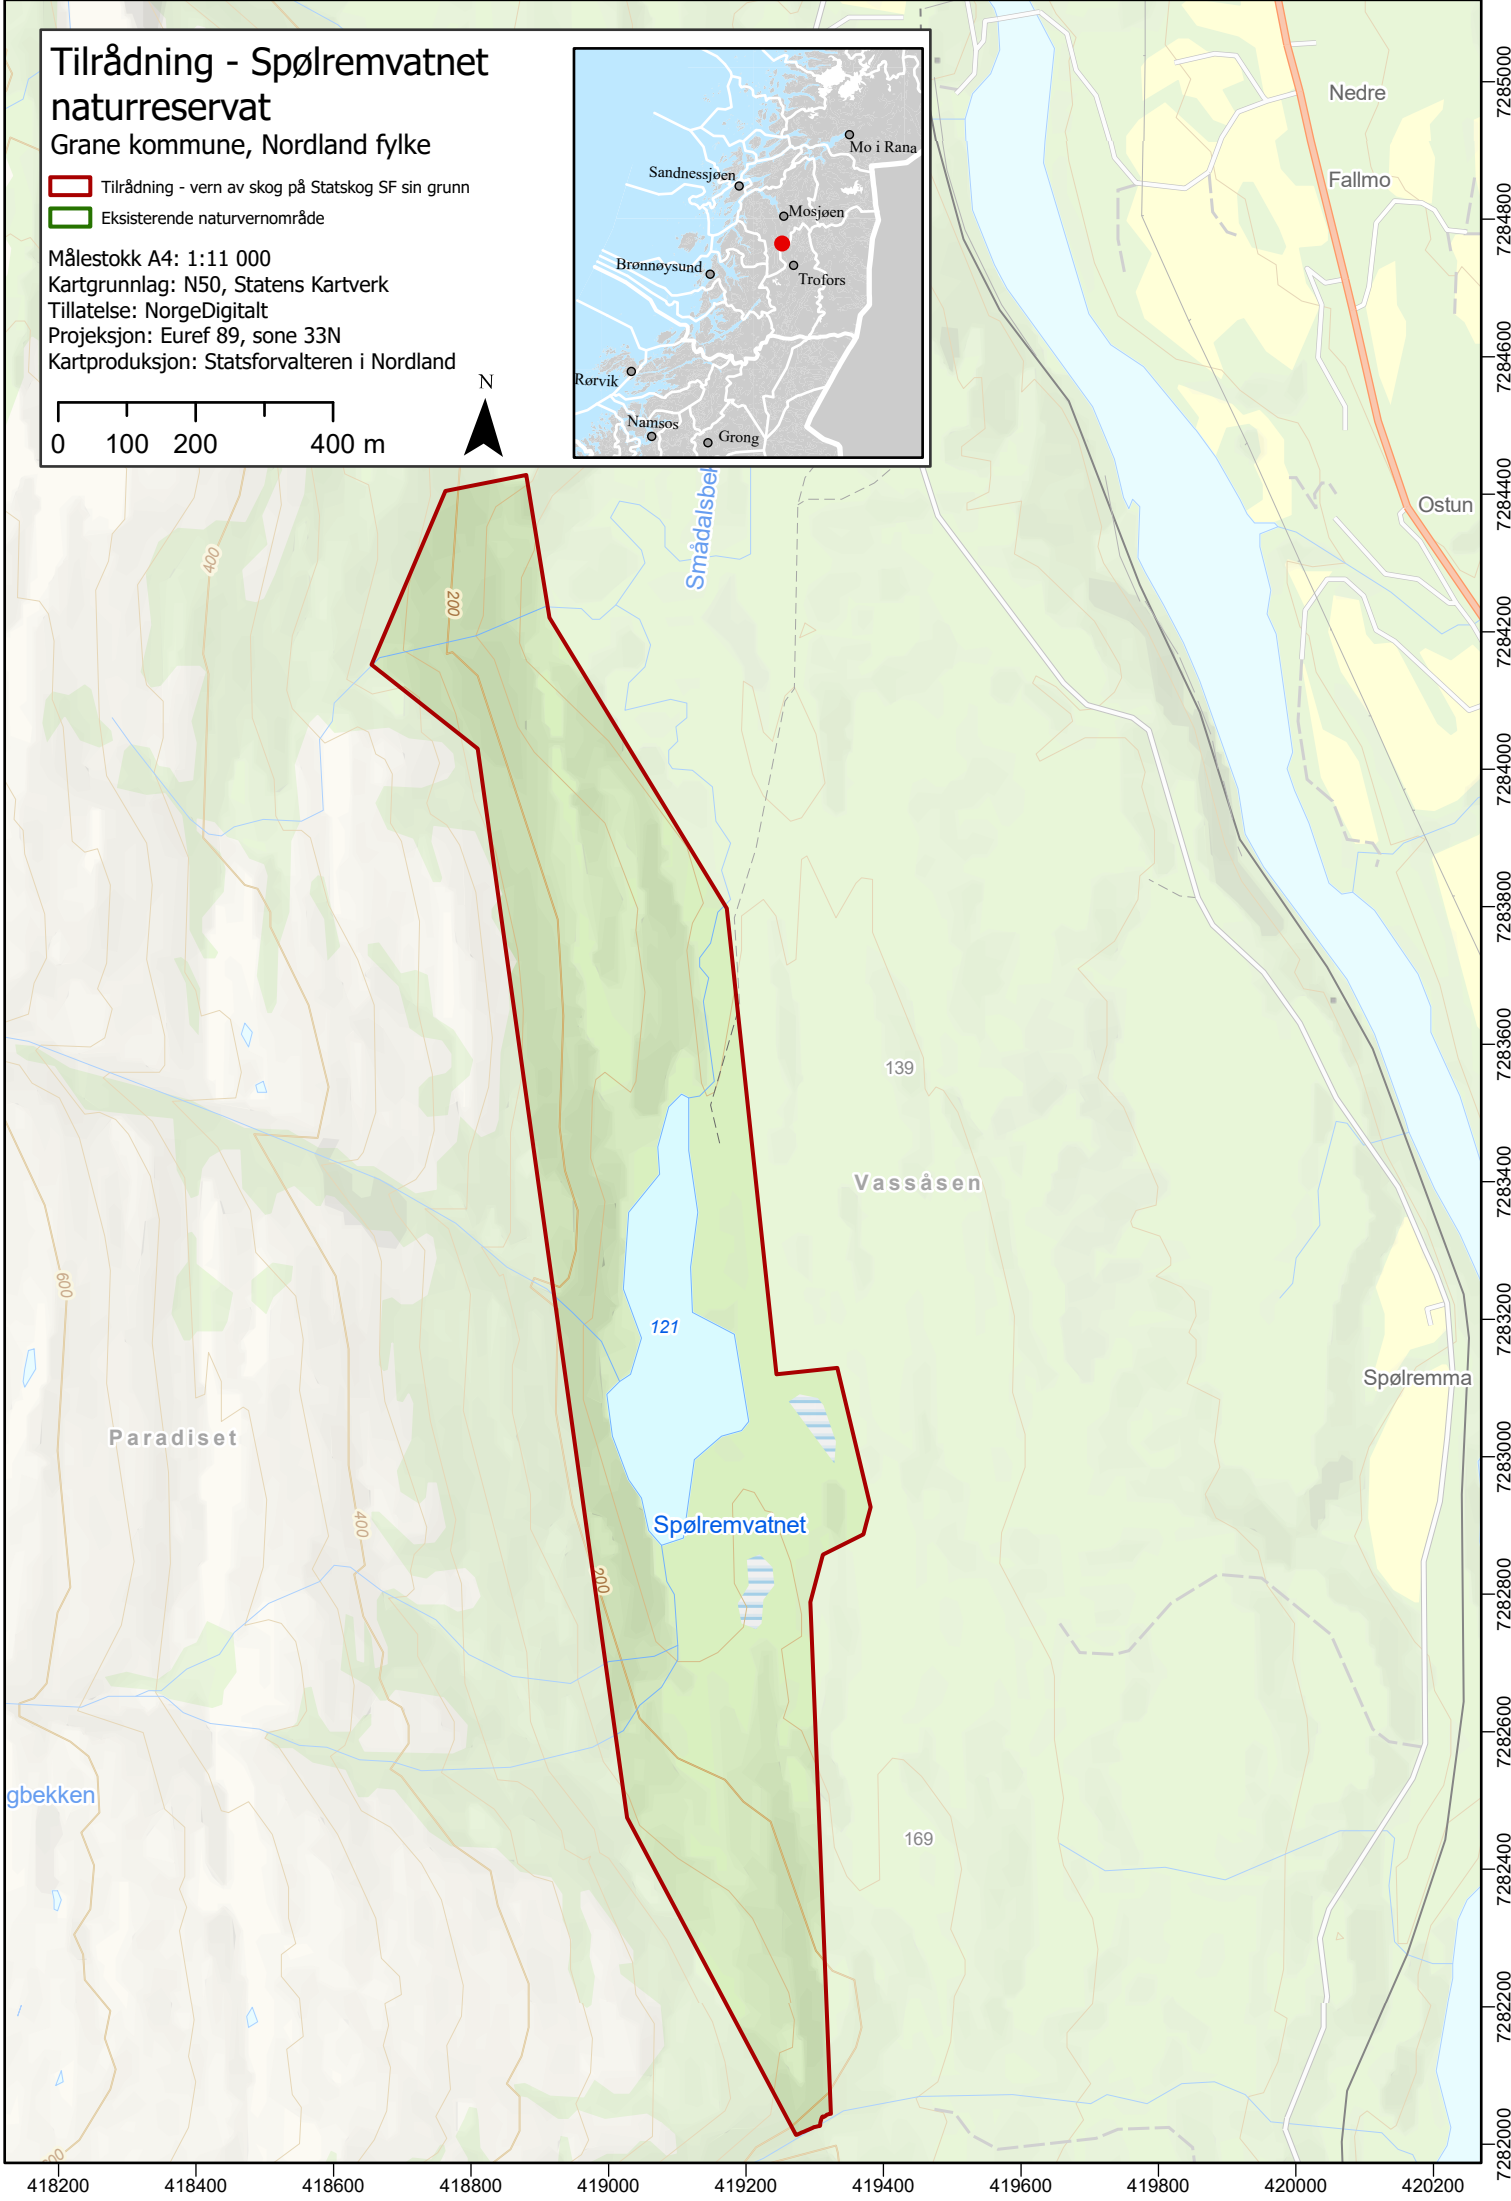 Tilrådning - Spølremvatnet
naturreservat
Grane kommune, Nordland fylke
Tilrådning - vern av skog på Statskog SF sin grunn
Eksisterende naturvernområde
Målestokk A4: 1:11 000
Kartgrunnlag: N50, Statens Kartverk
Tillatelse: NorgeDigitalt
Projeksjon: Euref 89, sone 33N
Kartproduksjon: Statsforvalteren i Nordland
N
0 100 200 400 m
Mo i Rana
Sandnessjøen
Mosjøen
Brønnøysund
Trofors
Rørvik
Namsos
Grong
Nedre
Fallmo
Ostun
Smådalsbek
400
200
139
Vassåsen
600
121
Spølremma
Paradiset
400
Spølremvatnet
200
gbekken
169
7285000
7284800
7284600
7284400
7284200
7284000
7283800
7283600
7283400
7283200
7283000
7282800
7282600
7282400
7282200
7282000
418200 418400 418600 418800 419000 419200 419400 419600 419800 420000 420200